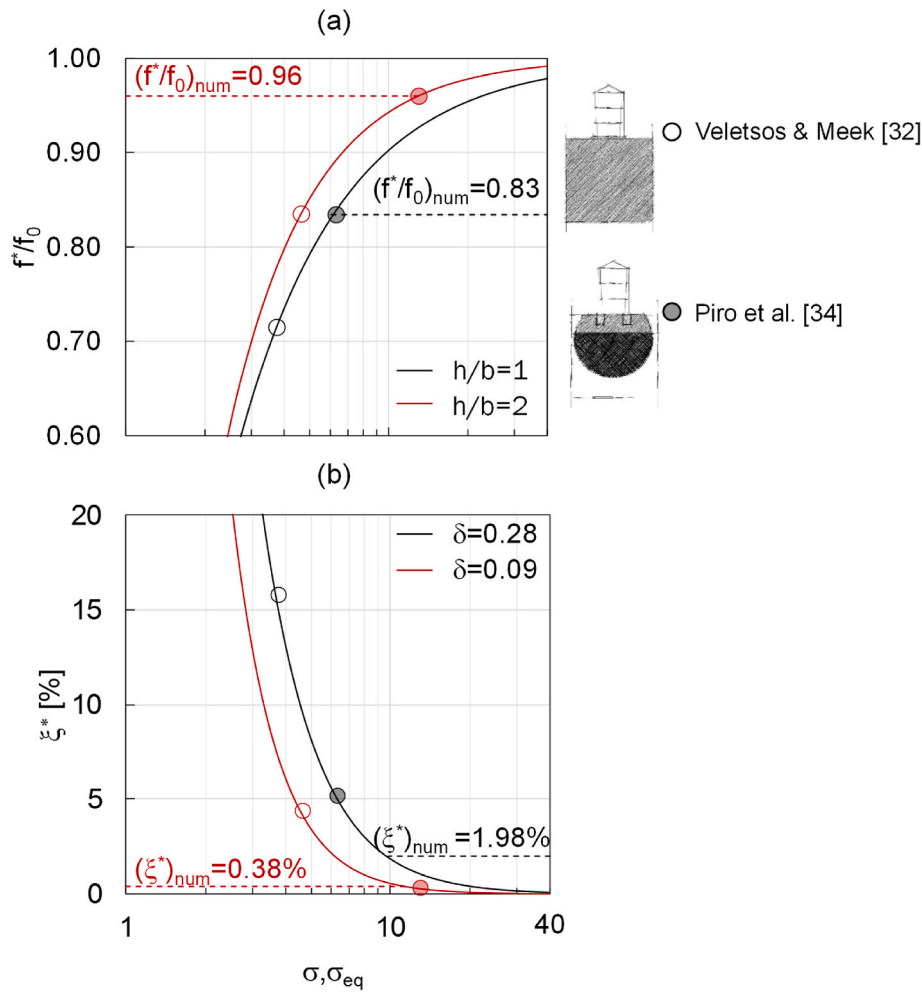 (a)
1.00
0.90
0.80
0.70
0.60
f*/f₀
(f*/f₀)num=0.96
(f*/f₀)num=0.83
h/b=1
h/b=2
Veletsos & Meek [32]
Piro et al. [34]
(b)
20
15
10
5
0
ξ* [%]
δ=0.28
δ=0.09
(ξ*)num=1.98%
(ξ*)num=0.38%
1
10
40
σ,σeq